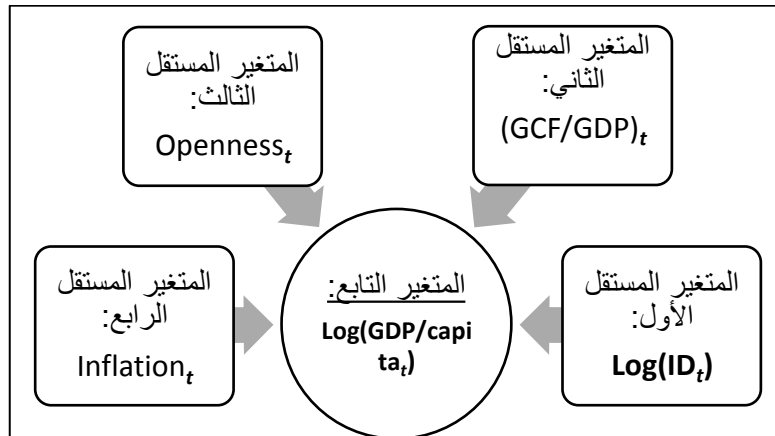 المتغير المستقل
الثاني:
(GCF/GDP)t
المتغير المستقل
الثالث:
Opennesst
المتغير المستقل
الأول:
Log(IDt)
المتغير التابع:
Log(GDP/capi
tat)
المتغير المستقل
الرابع:
Inflationt